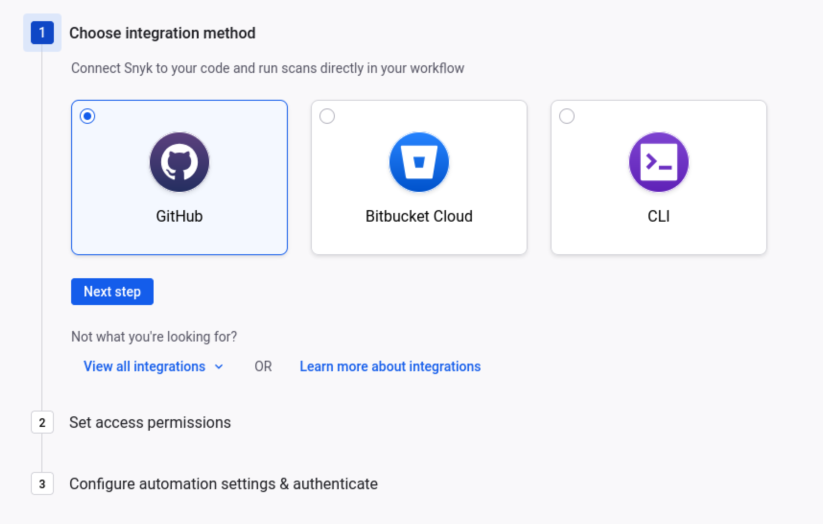 1 Choose integration method
Connect Snyk to your code and run scans directly in your workflow
GitHub
Bitbucket Cloud
CLI
Next step
Not what you're looking for?
View all integrations OR Learn more about integrations
2 Set access permissions
3 Configure automation settings & authenticate